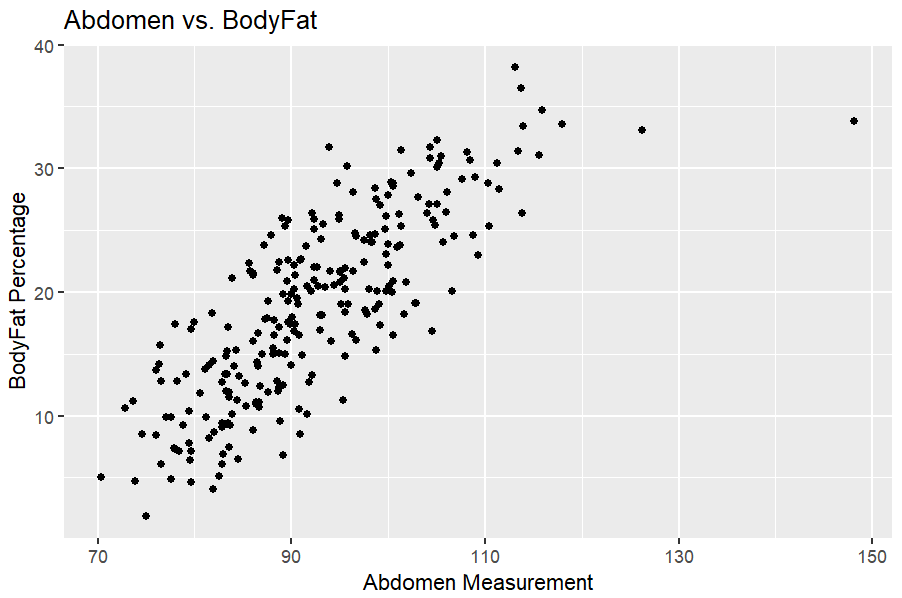 Abdomen vs. BodyFat
40
30
20
10
BodyFat Percentage
70 90 110 130 150
Abdomen Measurement